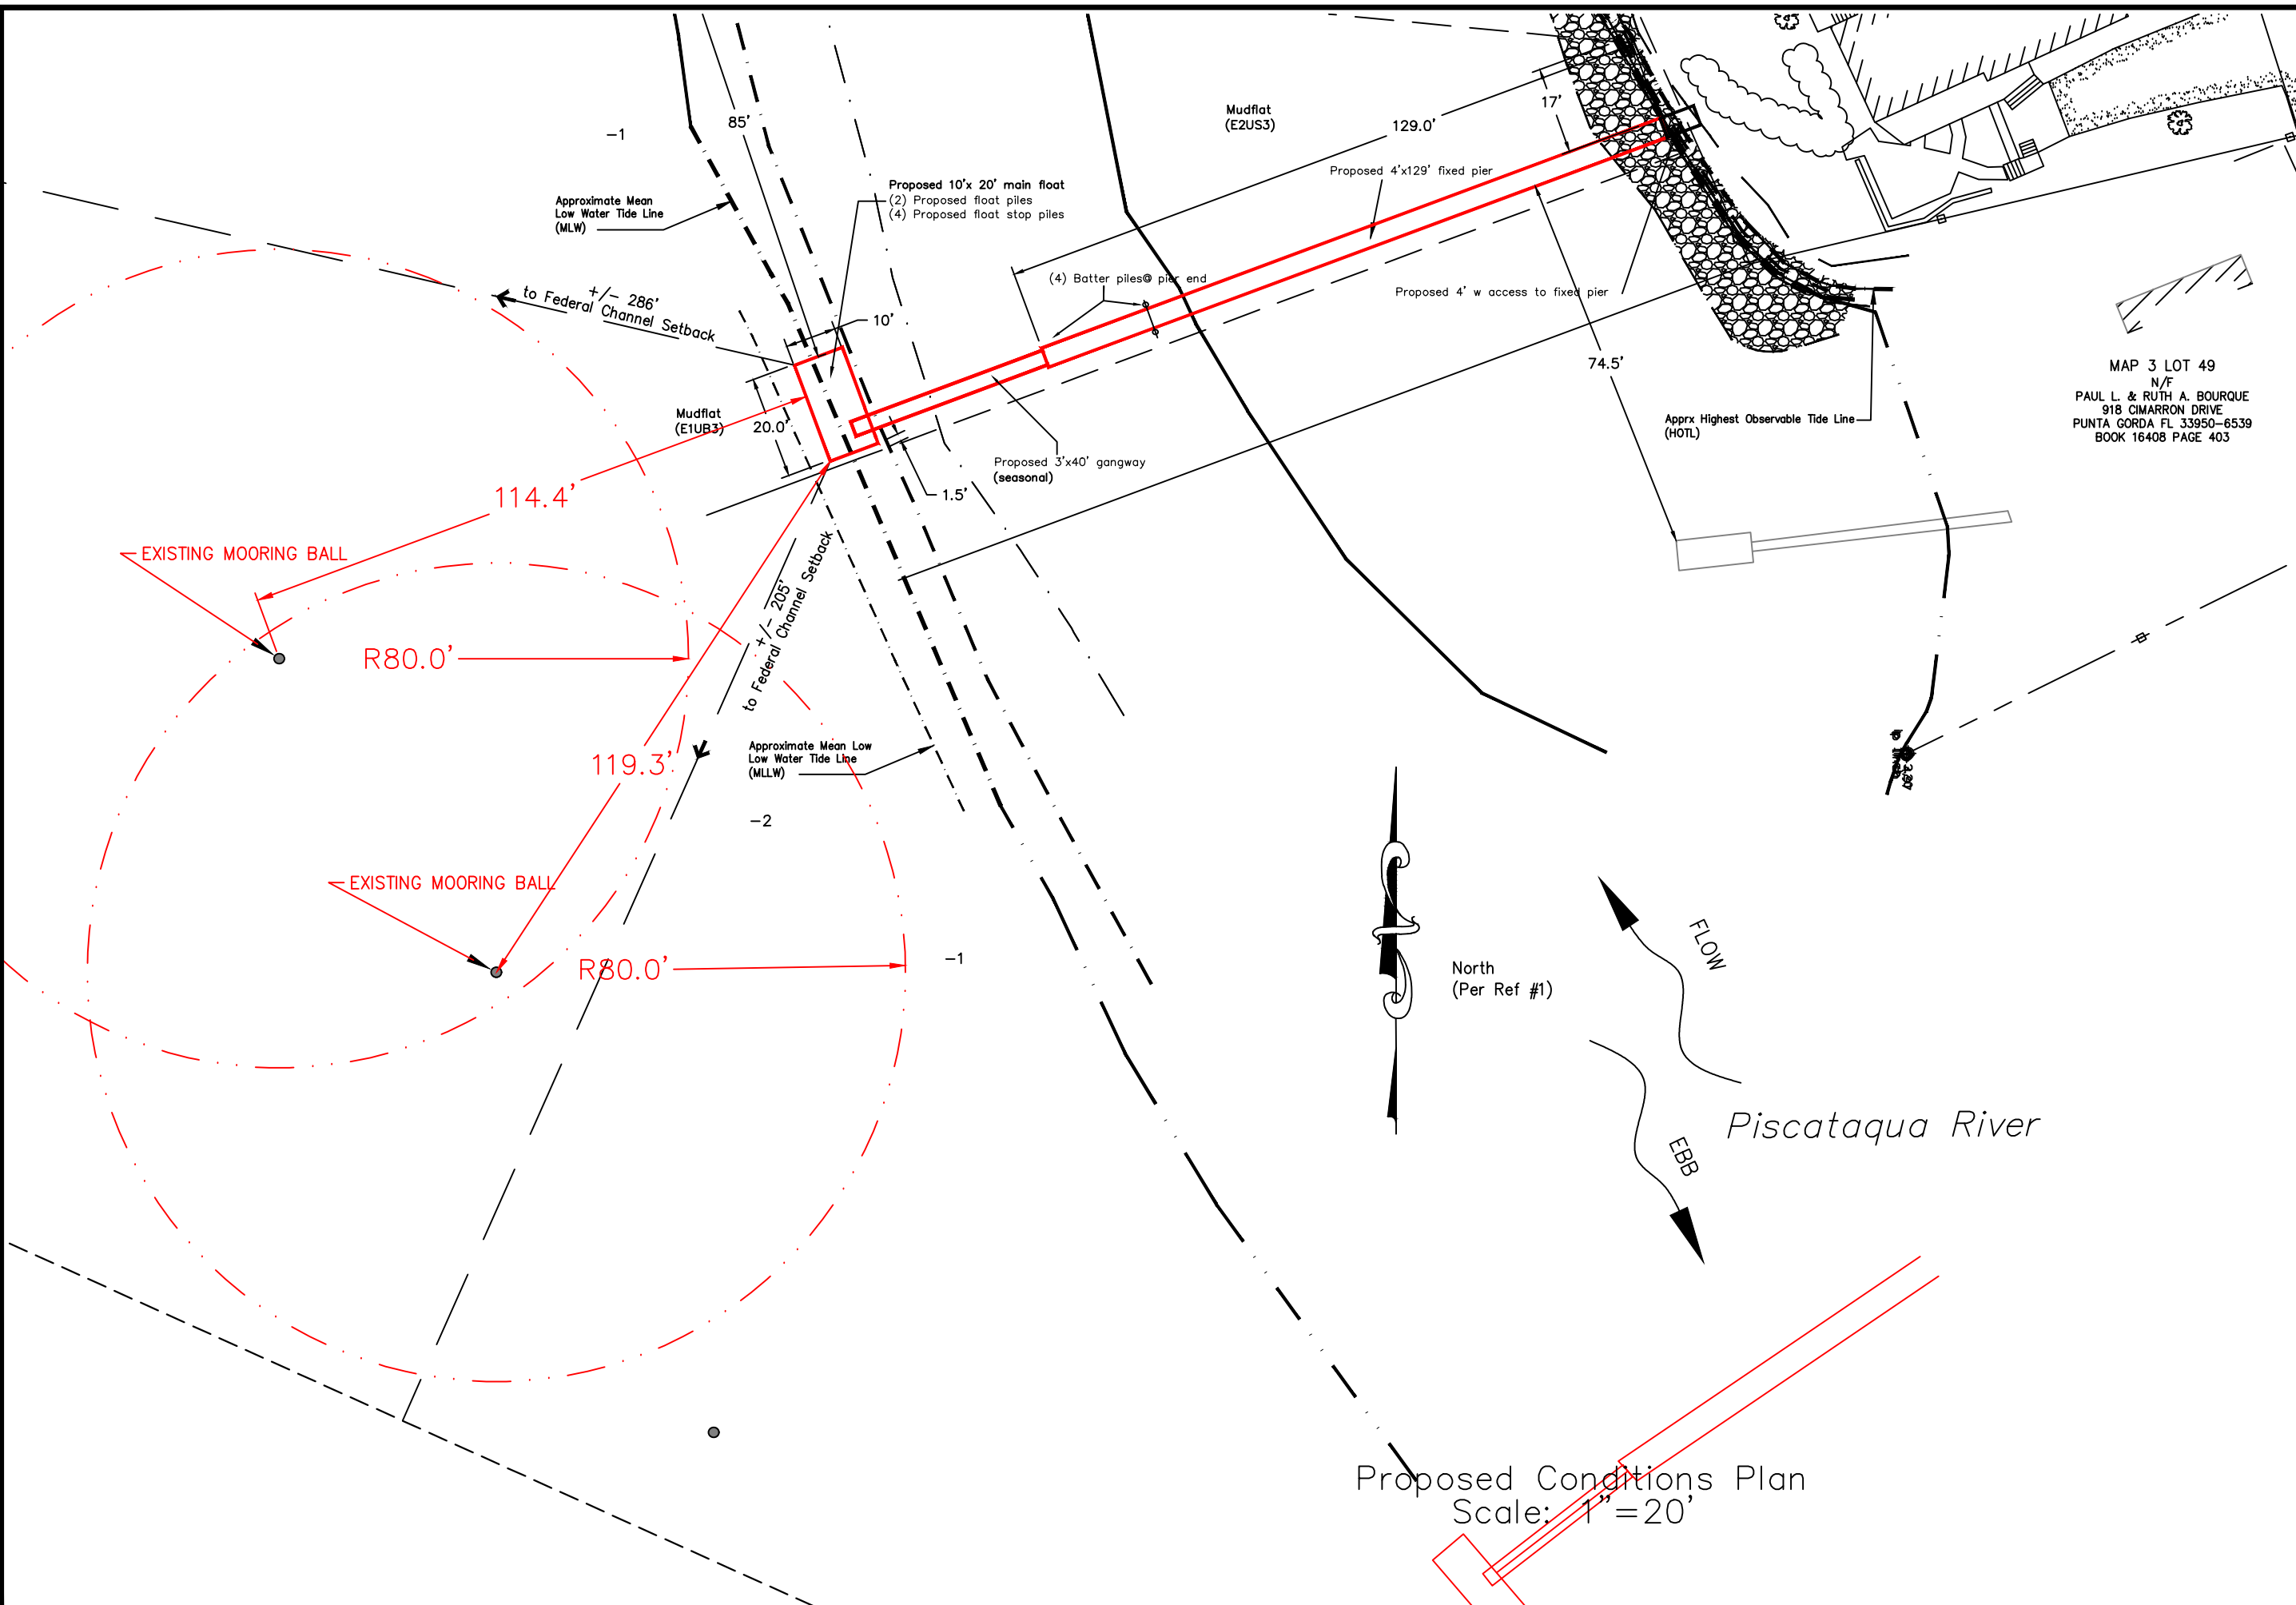 Mudflat
(E2US3)
129.0'
17'
85'
-1
Proposed 4'x129' fixed pier
Proposed 10'x 20' main float
(2) Proposed float piles
(4) Proposed float stop piles
Approximate Mean
Low Water Tide Line
(MLW)
(4) Batter piles@ pier end
Proposed 4' w access to fixed pier
+/- 286'
to Federal Channel Setback
10'
74.5'
MAP 3 LOT 49
N/F
PAUL L. & RUTH A. BOURQUE
918 CIMARRON DRIVE
PUNTA GORDA FL 33950-6539
BOOK 16408 PAGE 403
Mudflat
(E1UB3)
20.0'
Apprx Highest Observable Tide Line
(HOTL)
Proposed 3'x40' gangway
(seasonal)
1.5'
114.4'
EXISTING MOORING BALL
+/- 205'
to Federal Channel Setback
R80.0'
119.3'
Approximate Mean Low
Low Water Tide Line
(MLLW)
-2
EXISTING MOORING BALL
R80.0'
-1
North
(Per Ref #1)
FLOW
EBB
Piscataqua River
Proposed Conditions Plan
Scale: 1"=20'